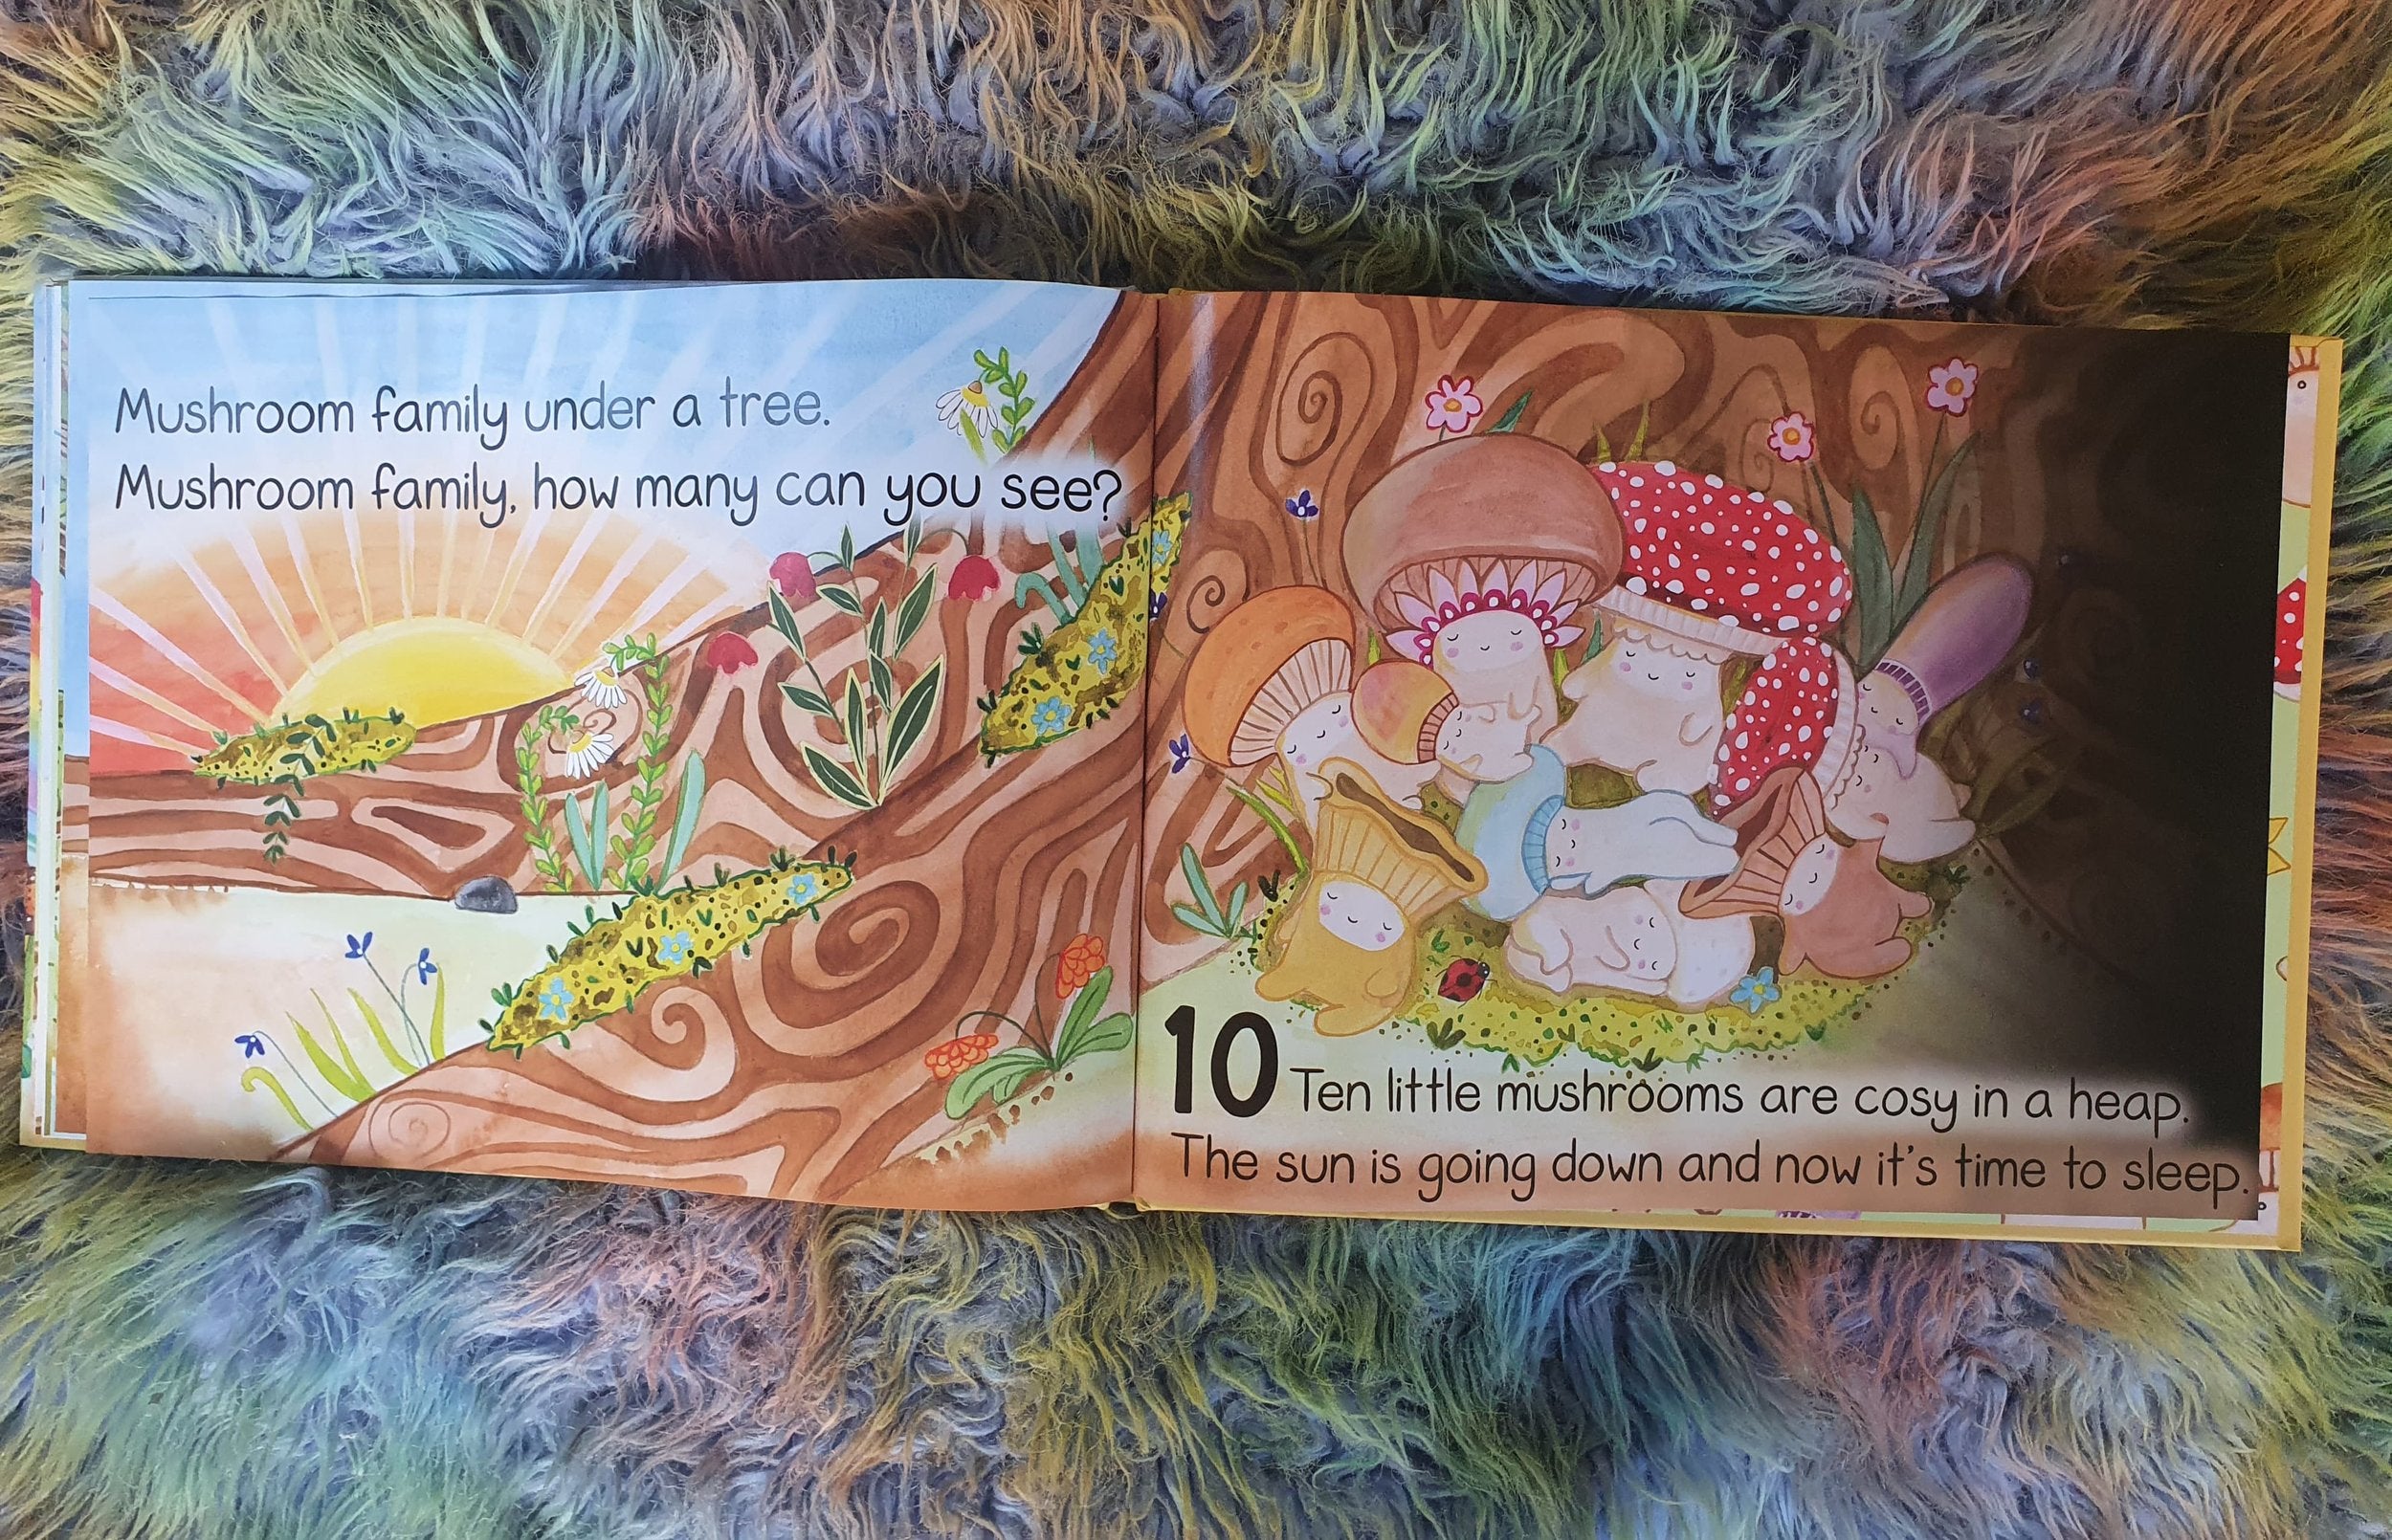 Mushroom family under a tree.
Mushroom family, how many can you see?
10 Ten little mushrooms are cosy in a heap.
The sun is going down and now it's time to sleep.